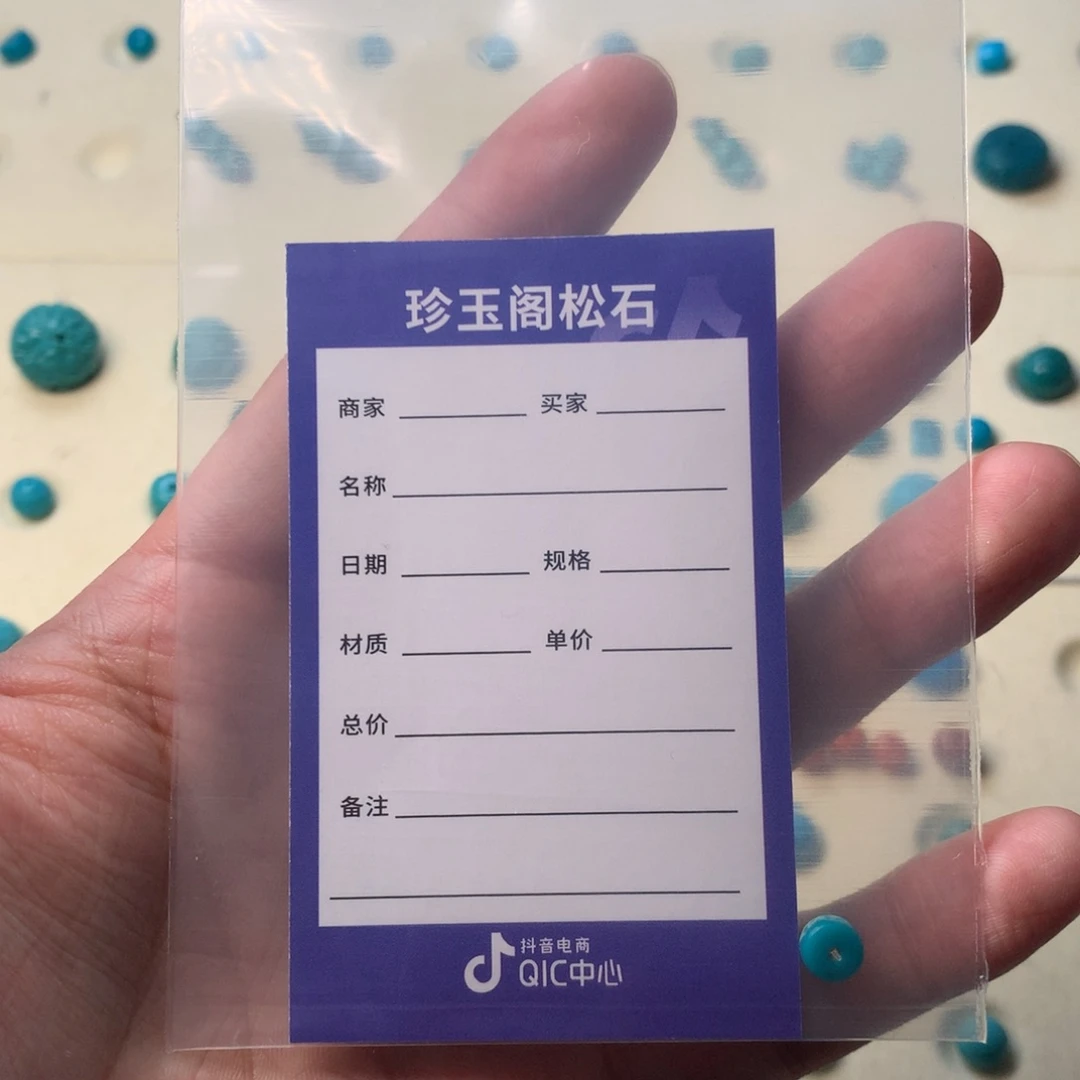 珍玉阁松石
商家 买家
名称
日期 规格
材质 单价
总价
备注
抖音电商
QIC中心